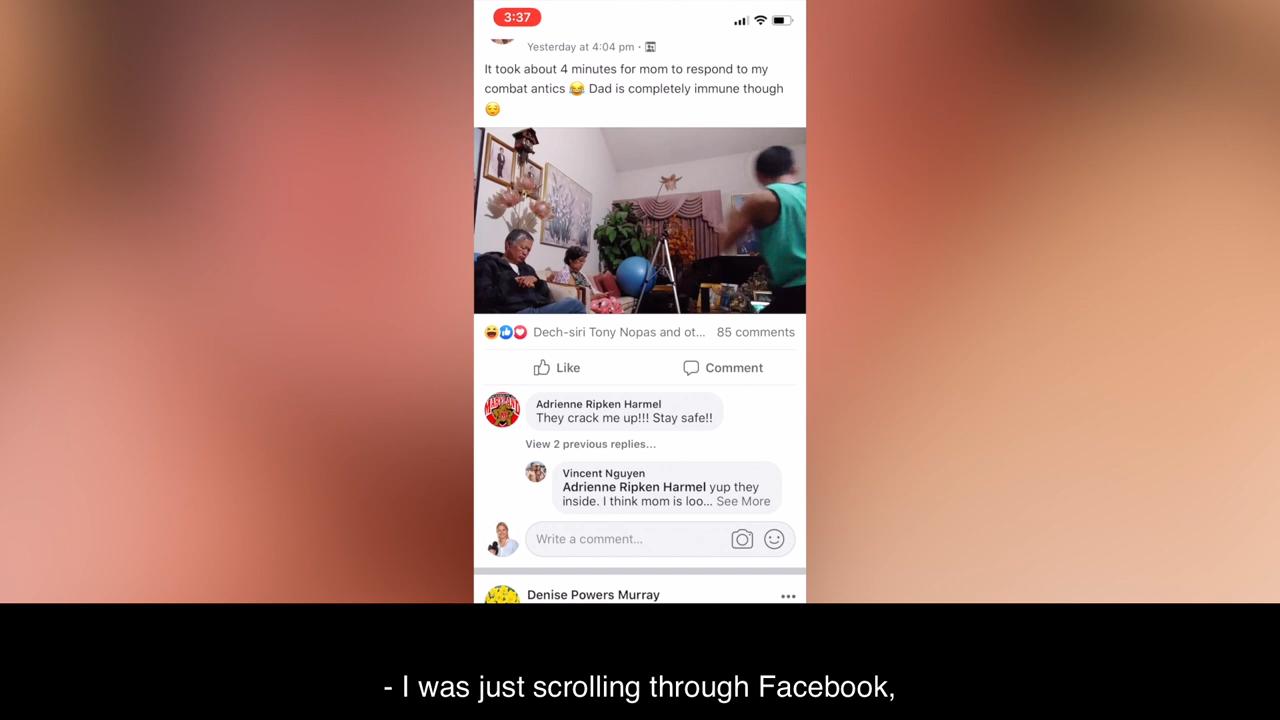 3:37
Yesterday at 4:04 pm ·
It took about 4 minutes for mom to respond to my
combat antics 😂 Dad is completely immune though
😌
Dech-siri Tony Nopas and ot... 85 comments
Like Comment
MARYLAND
Adrienne Ripken Harmel
They crack me up!!! Stay safe!!
View 2 previous replies...
Vincent Nguyen
Adrienne Ripken Harmel yup they
inside. I think mom is loo... See More
Write a comment...
Denise Powers Murray
- I was just scrolling through Facebook,